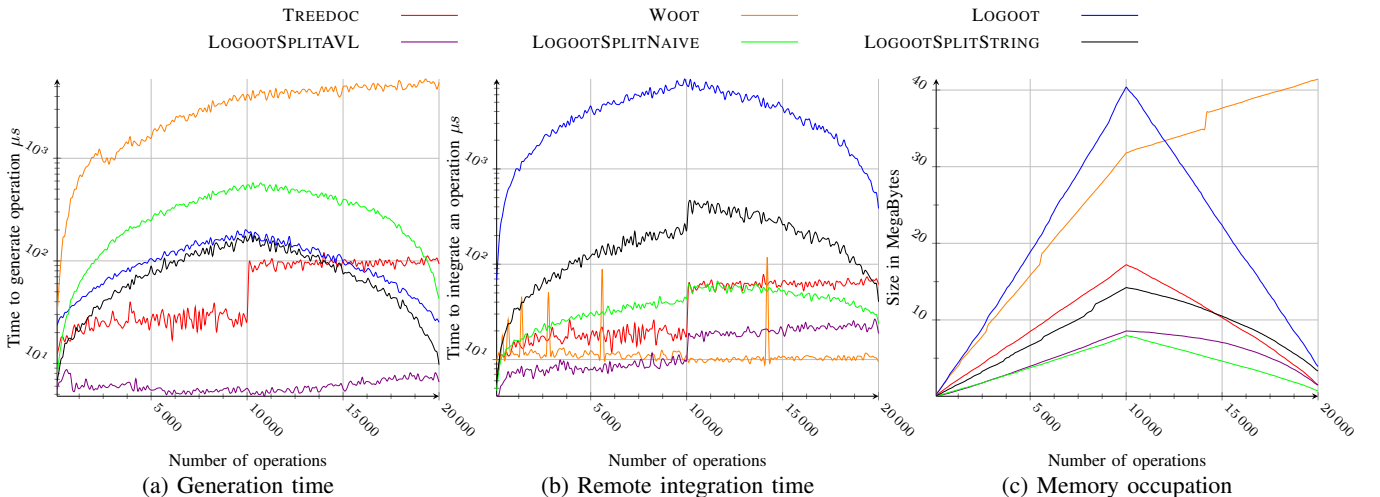 TREEDOC WOOT LOGOOT
LOGOOTSPLITAVL LOGOOTSPLITNAIVE LOGOOTSPLITSTRING
Time to generate operation μs
10^3
10^2
10^1
5 000
10 000
15 000
20 000
Number of operations
(a) Generation time
Time to integrate an operation μs
10^3
10^2
10^1
5 000
10 000
15 000
20 000
Number of operations
(b) Remote integration time
Size in MegaBytes
40
30
20
10
5 000
10 000
15 000
20 000
Number of operations
(c) Memory occupation